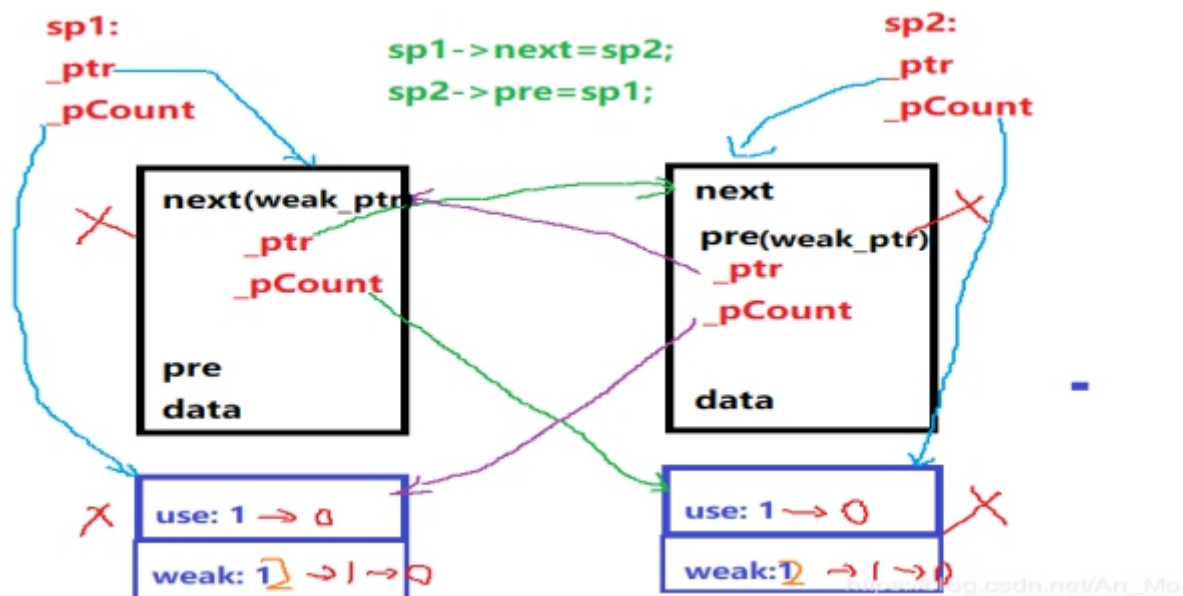 sp1:
_ptr
_pCount
sp1->next=sp2;
sp2->pre=sp1;
sp2:
_ptr
_pCount
next(weak_ptr)
_ptr
_pCount
pre
data
next
pre(weak_ptr)
_ptr
_pCount
data
use: 1 → 0
weak: 1 2 → 1 → 0
use: 1 → 0
weak:1 2 → 1 → 0
https://blog.csdn.net/An_Mo